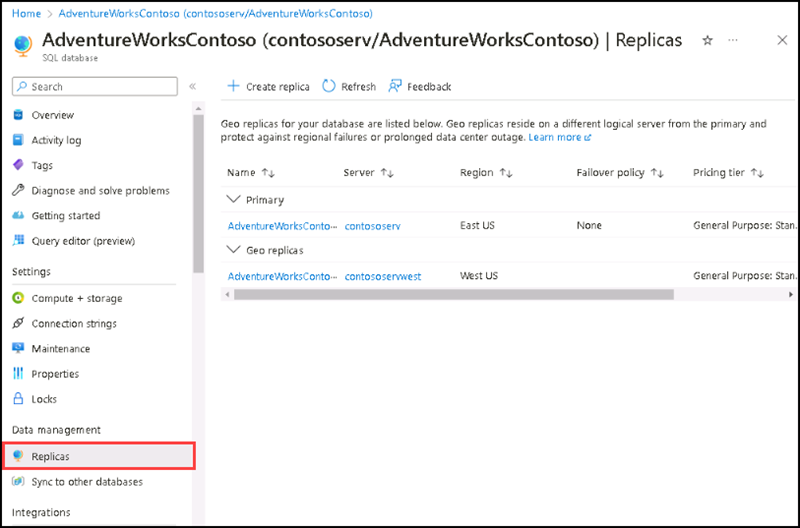 Home > AdventureWorksContoso (contososerv/AdventureWorksContoso)
AdventureWorksContoso (contososerv/AdventureWorksContoso) | Replicas
SQL database
Search
Overview
Activity log
Tags
Diagnose and solve problems
Getting started
Query editor (preview)
Settings
Compute + storage
Connection strings
Maintenance
Properties
Locks
Data management
Replicas
Sync to other databases
Integrations
Create replica Refresh Feedback
Geo replicas for your database are listed below. Geo replicas reside on a different logical server from the primary and
protect against regional failures or prolonged data center outage. Learn more
Name Server Region Failover policy Pricing tier
Primary
AdventureWorksConto... contososerv East US None General Purpose: Stan...
Geo replicas
AdventureWorksConto... contososervwest West US General Purpose: Stan...